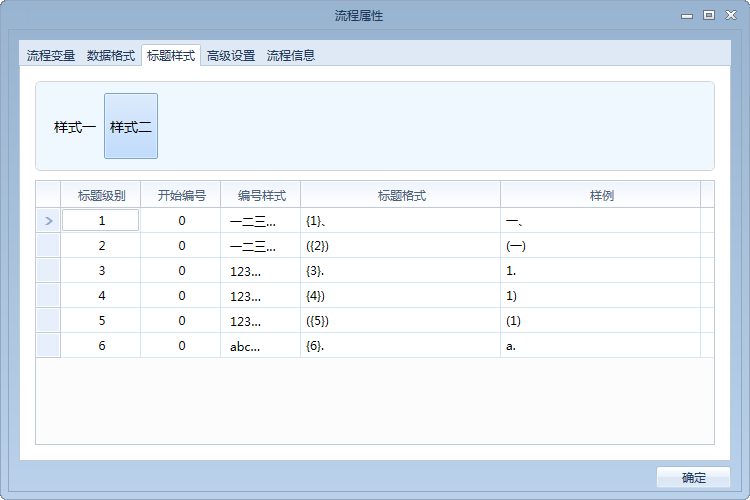 流程属性
流程变量 数据格式 标题样式 高级设置 流程信息
样式一 样式二
标题级别 开始编号 编号样式 标题格式 样例
1 0 一二三... {1}、 一、
2 0 一二三... ({2}) (一)
3 0 123... {3}. 1.
4 0 123... {4}) 1)
5 0 123... ({5}) (1)
6 0 abc... {6}. a.
确定